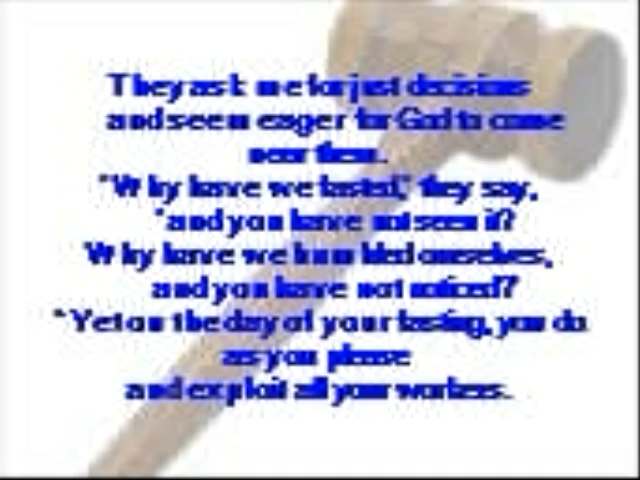 They ask me for just decisions
and seem eager for God to come
near them.
"Why have we fasted,' they say,
'and you have not seen it?
Why have we humbled ourselves,
and you have not noticed?
"Yet on the day of your fasting, you do
as you please
and exploit all your workers.